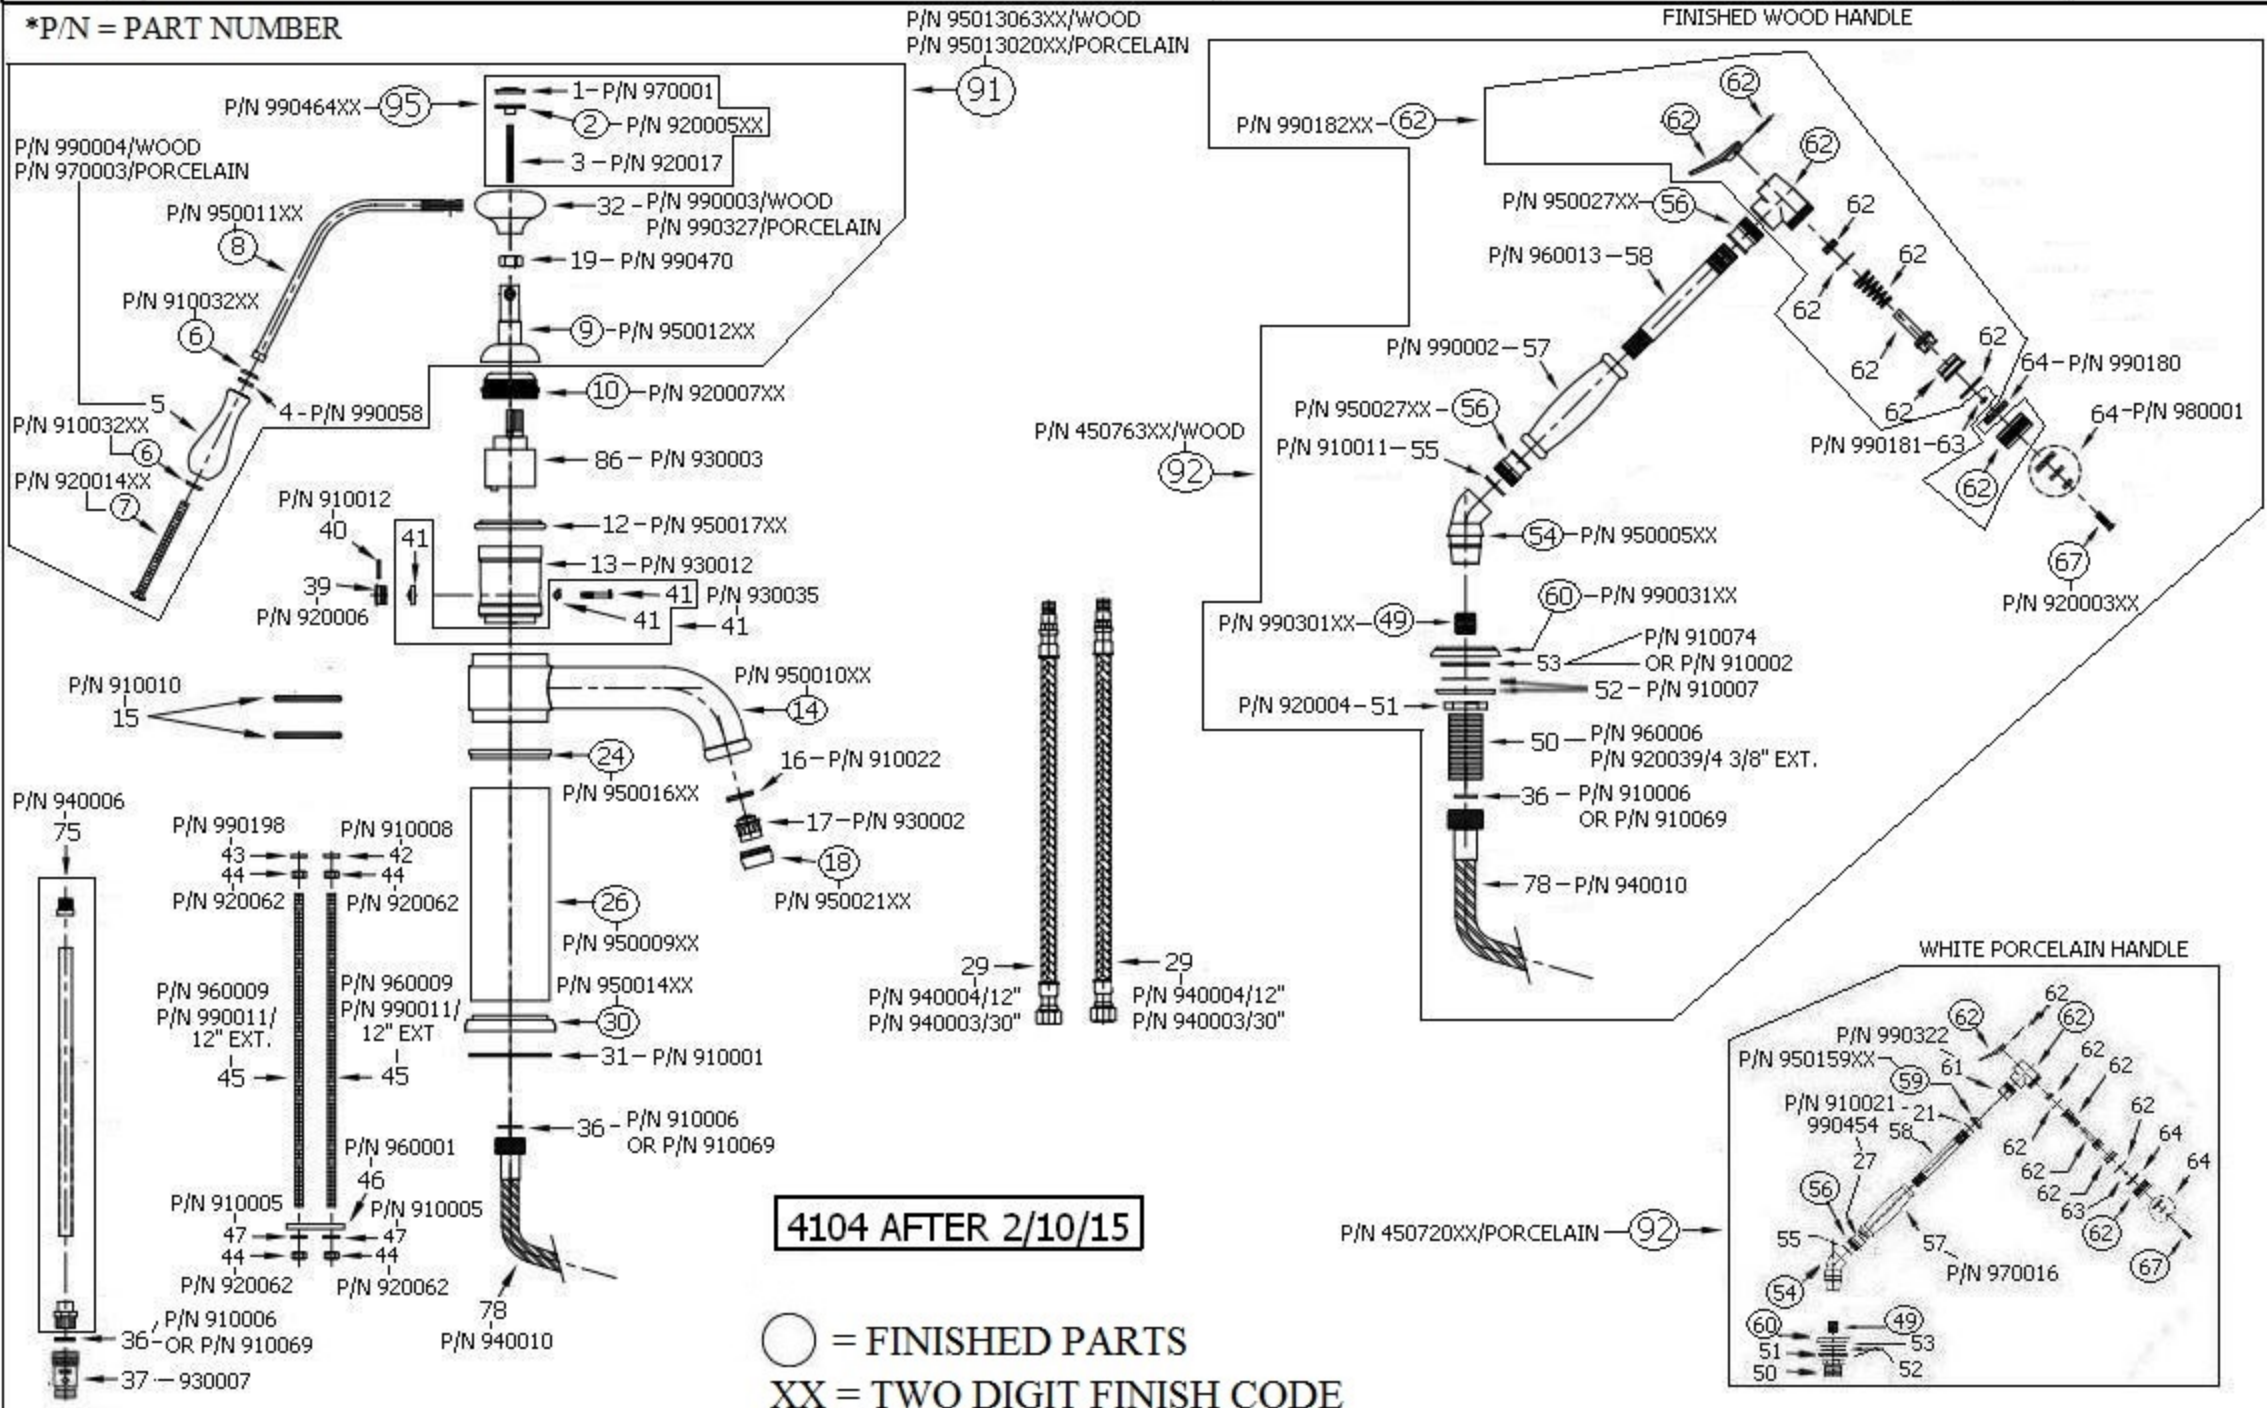 *P/N = PART NUMBER
P/N 95013063XX/WOOD
P/N 95013020XX/PORCELAIN
91
FINISHED WOOD HANDLE
P/N 990464XX
95
1-P/N 970001
2-P/N 920005XX
3-P/N 920017
P/N 990004/WOOD
P/N 970003/PORCELAIN
P/N 950011XX
8
32-P/N 990003/WOOD
P/N 990327/PORCELAIN
19-P/N 990470
P/N 910032XX
6
9-P/N 950012XX
10-P/N 920007XX
5
4-P/N 990058
P/N 910032XX
6
P/N 920014XX
7
86-P/N 930003
P/N 910012
40
41
12-P/N 950017XX
13-P/N 930012
39
P/N 920006
41
P/N 930035
41
41
P/N 910010
15
P/N 950010XX
14
24
P/N 950016XX
16-P/N 910022
17-P/N 930002
18
P/N 950021XX
26
P/N 950009XX
P/N 950014XX
30
31-P/N 910001
36-P/N 910006
OR P/N 910069
78
P/N 940010
P/N 940006
75
P/N 990198
43
44
P/N 920062
P/N 910008
42
44
P/N 920062
P/N 960009
P/N 990011/
12" EXT.
45
P/N 960009
P/N 990011/
12" EXT
45
P/N 960001
46
P/N 910005
47
44
P/N 920062
P/N 910005
47
44
P/N 920062
36-P/N 910006
OR P/N 910069
37-930007
29
P/N 940004/12"
P/N 940003/30"
29
P/N 940004/12"
P/N 940003/30"
4104 AFTER 2/10/15
= FINISHED PARTS
XX = TWO DIGIT FINISH CODE
P/N 990182XX-62
62
62
62
P/N 950027XX-56
62
62
62
62
62
62
P/N 960013-58
P/N 990002-57
64-P/N 990180
P/N 990181-63
64-P/N 980001
62
67
P/N 920003XX
P/N 950027XX-56
P/N 910011-55
P/N 450763XX/WOOD
92
54-P/N 950005XX
60-P/N 990031XX
P/N 990301XX-49
53
P/N 910074
OR P/N 910002
52-P/N 910007
P/N 920004-51
50-P/N 960006
P/N 920039/4 3/8" EXT.
36-P/N 910006
OR P/N 910069
78-P/N 940010
WHITE PORCELAIN HANDLE
62
62
62
P/N 990322
61
P/N 950159XX
59
62
62
P/N 910021-21
990454
58
27
62
62
62
62
64
64
63
62
67
56
55
57
P/N 970016
54
P/N 450720XX/PORCELAIN
92
60
49
53
51
52
50